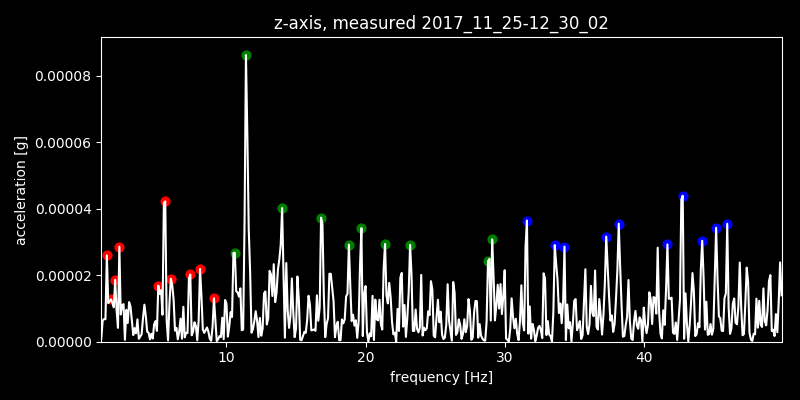 z-axis, measured 2017_11_25-12_30_02
0.00008
0.00006
0.00004
0.00002
0.00000
acceleration [g]
10 20 30 40
frequency [Hz]